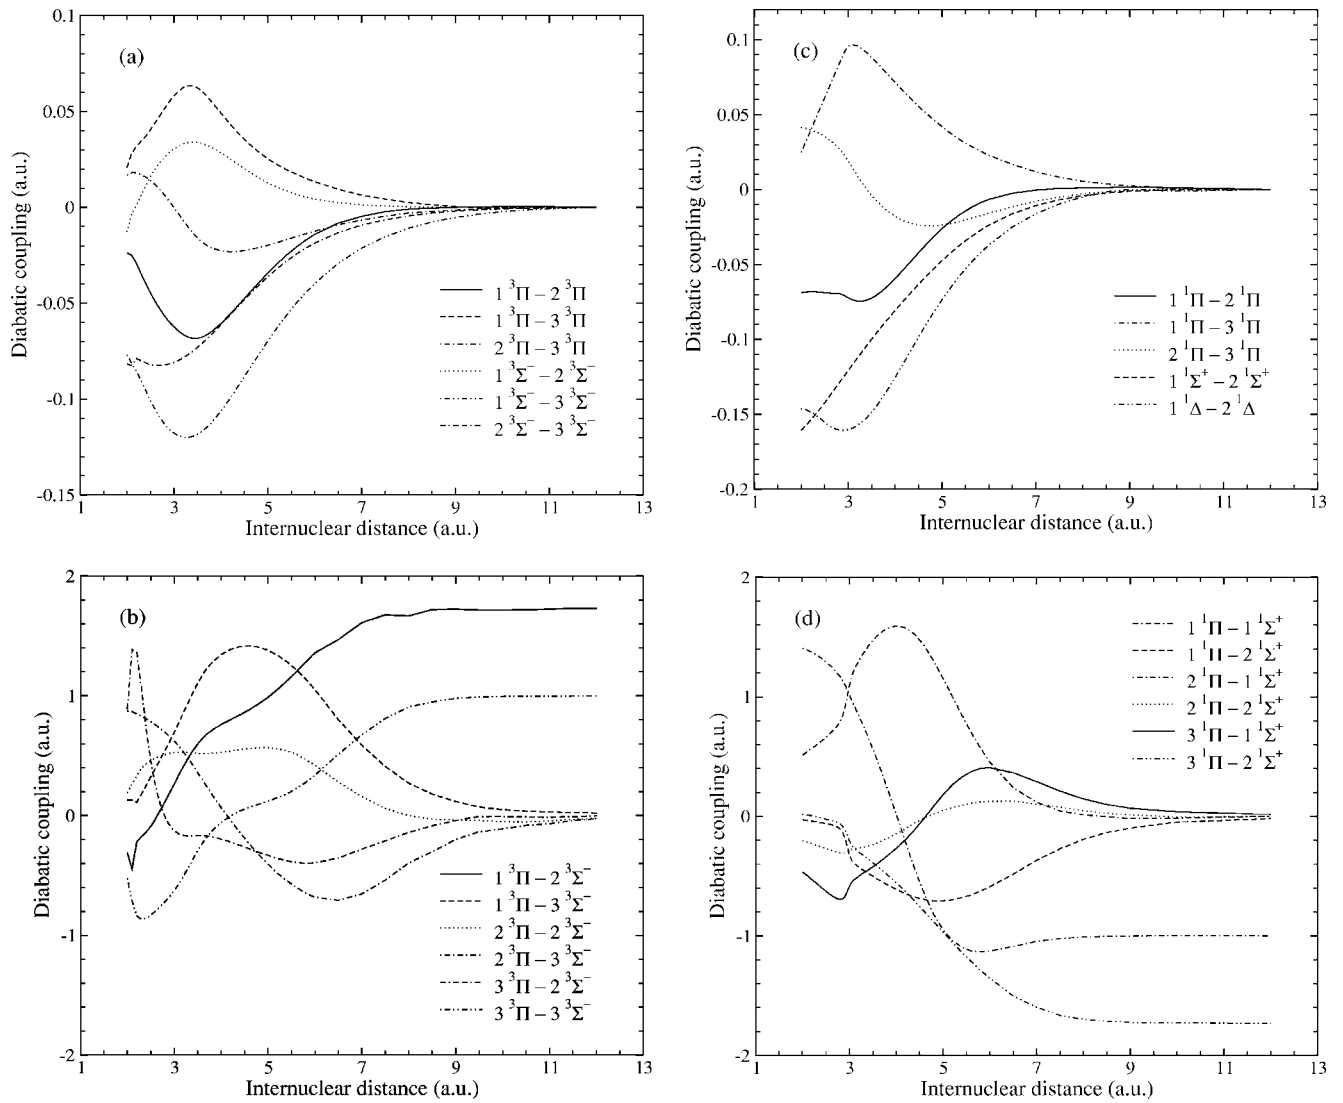 (a)
Diabatic coupling (a.u.)
0.1
0.05
0
-0.05
-0.1
-0.15
1 ³Π – 2 ³Π
1 ³Π – 3 ³Π
2 ³Π – 3 ³Π
1 ³Σ⁻ – 2 ³Σ⁻
1 ³Σ⁻ – 3 ³Σ⁻
2 ³Σ⁻ – 3 ³Σ⁻
1 3 5 7 9 11 13
Internuclear distance (a.u.)
(c)
Diabatic coupling (a.u.)
0.1
0.05
0
-0.05
-0.1
-0.15
-0.2
1 ¹Π – 2 ¹Π
1 ¹Π – 3 ¹Π
2 ¹Π – 3 ¹Π
1 ¹Σ⁺ – 2 ¹Σ⁺
1 ¹Δ – 2 ¹Δ
1 3 5 7 9 11 13
Internuclear distance (a.u.)
(b)
Diabatic coupling (a.u.)
2
1
0
-1
-2
1 ³Π – 2 ³Σ⁻
1 ³Π – 3 ³Σ⁻
2 ³Π – 2 ³Σ⁻
2 ³Π – 3 ³Σ⁻
3 ³Π – 2 ³Σ⁻
3 ³Π – 3 ³Σ⁻
1 3 5 7 9 11 13
Internuclear distance (a.u.)
(d)
Diabatic coupling (a.u.)
2
1
0
-1
-2
1 ¹Π – 1 ¹Σ⁺
1 ¹Π – 2 ¹Σ⁺
2 ¹Π – 1 ¹Σ⁺
2 ¹Π – 2 ¹Σ⁺
3 ¹Π – 1 ¹Σ⁺
3 ¹Π – 2 ¹Σ⁺
1 3 5 7 9 11 13
Internuclear distance (a.u.)